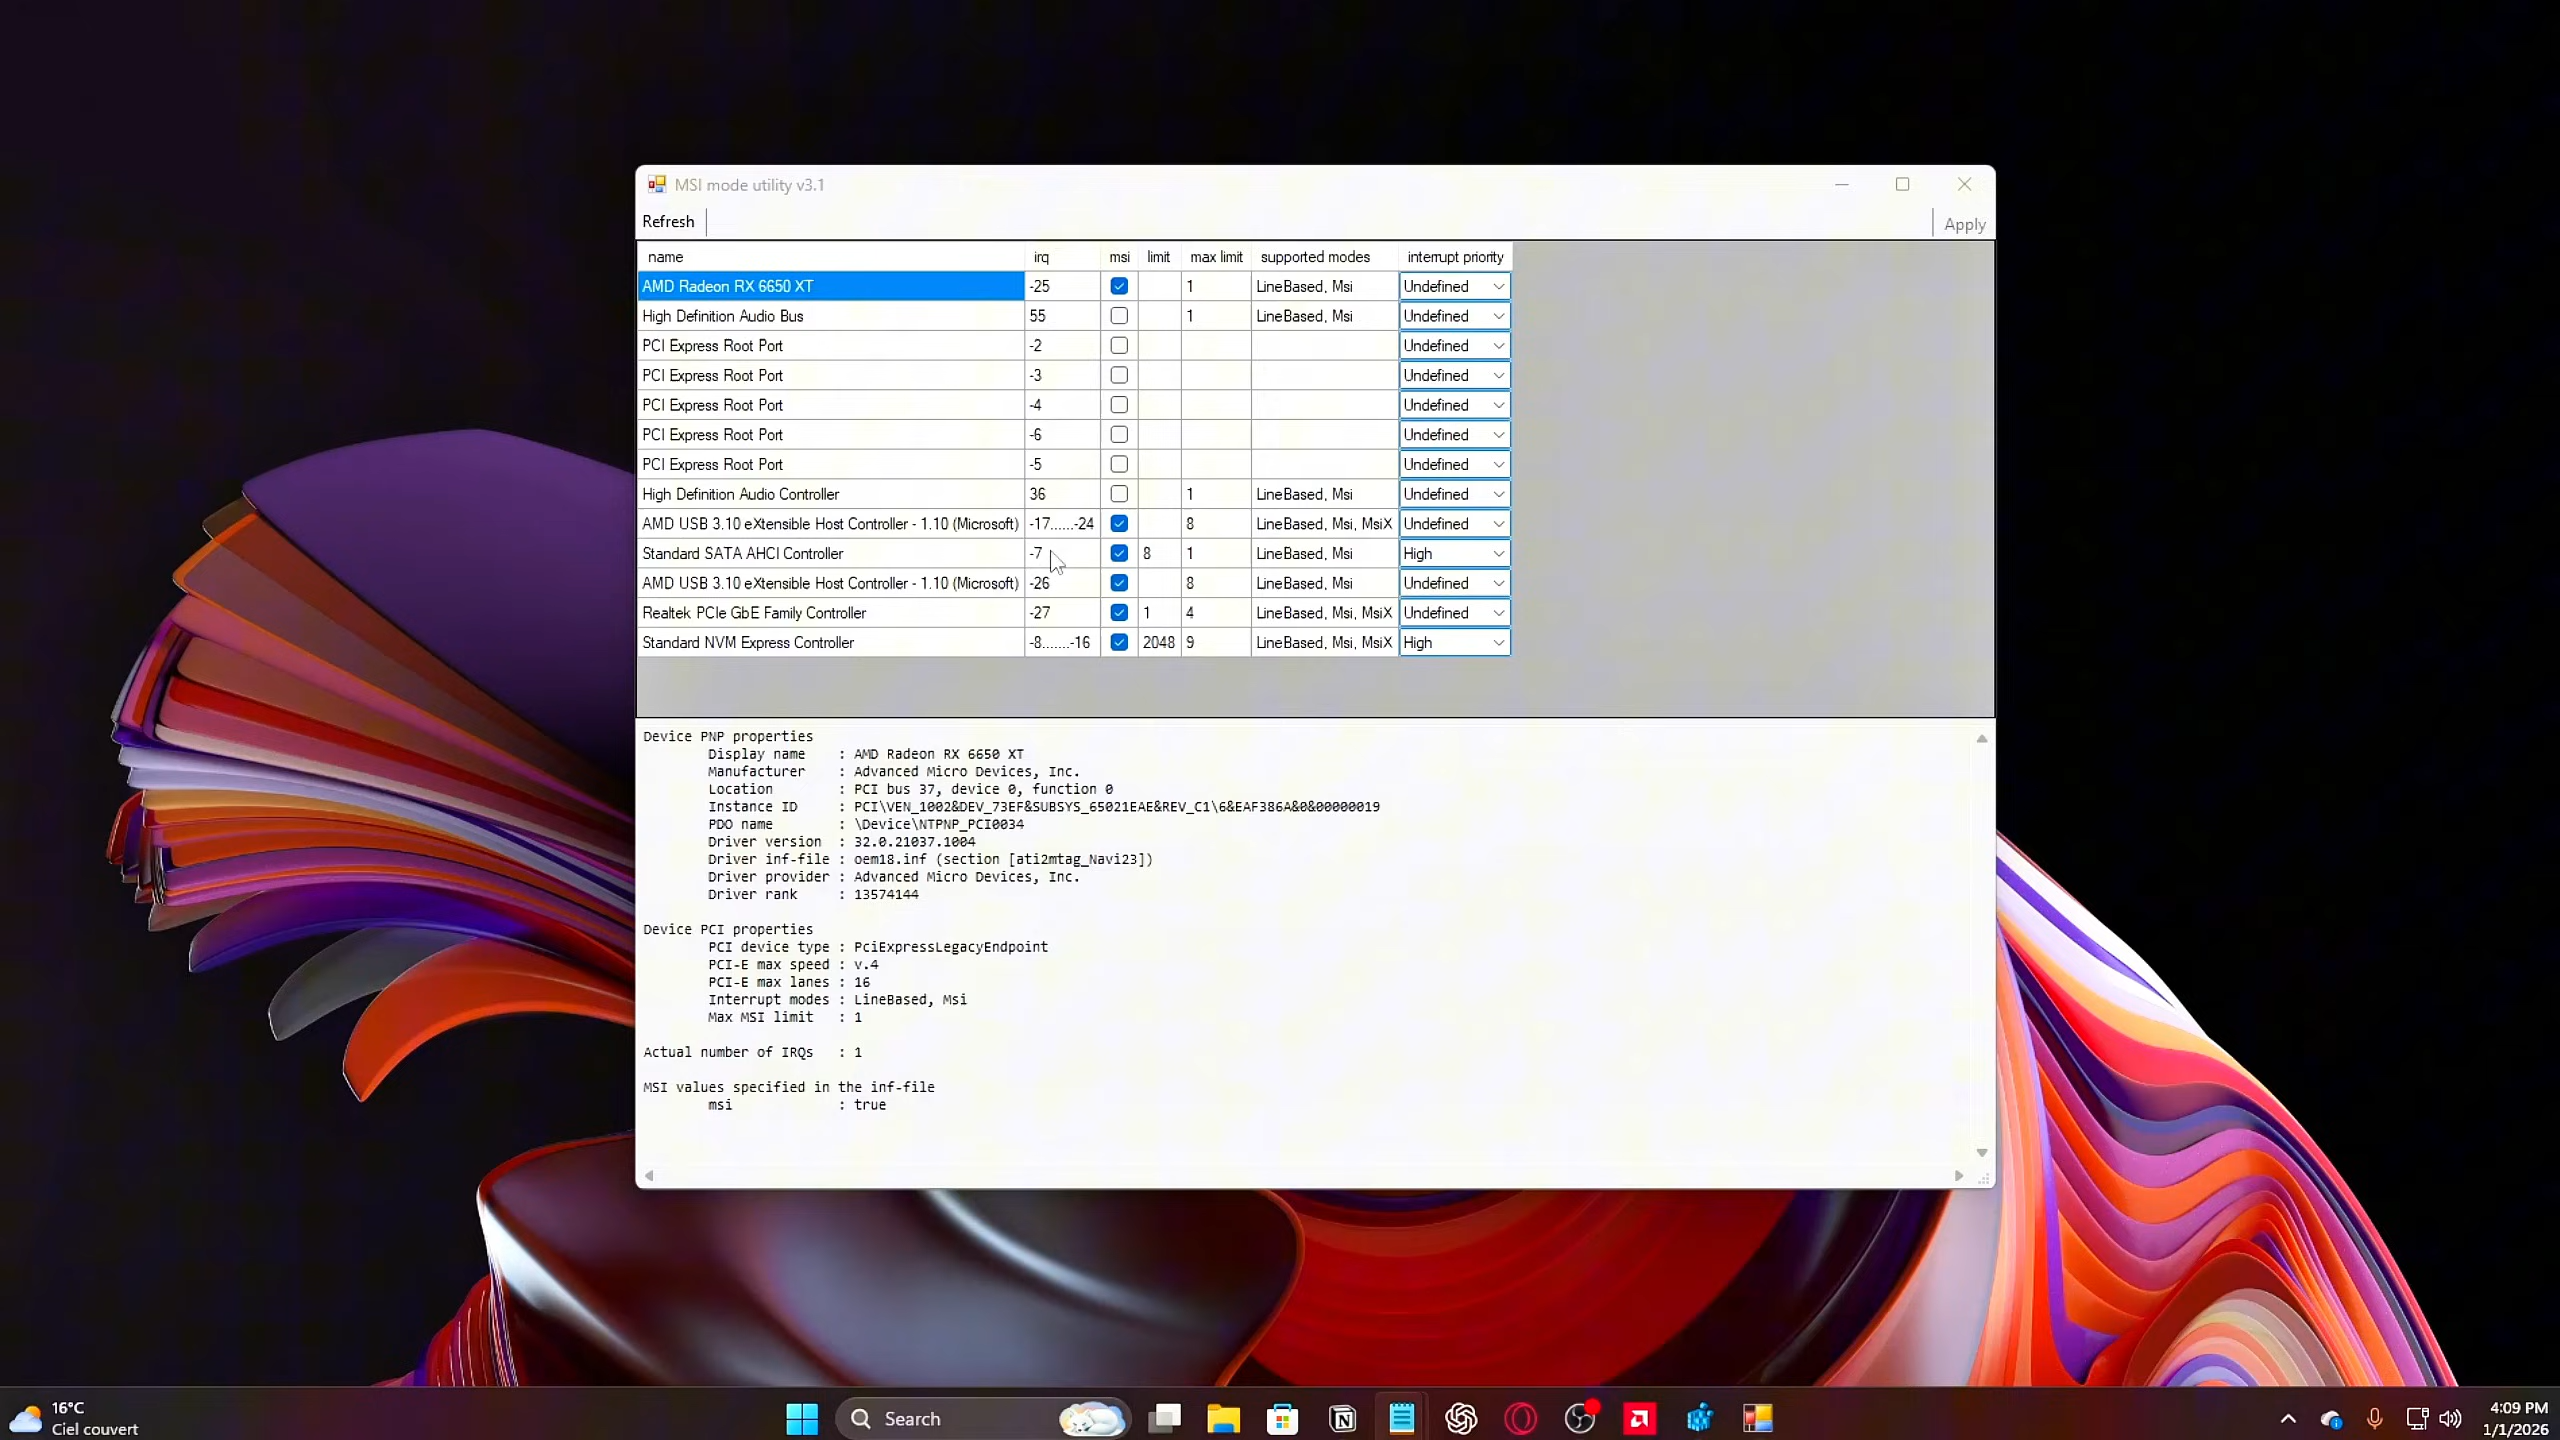 MSI mode utility v3.1
Refresh
Apply
name irq msi limit max limit supported modes interrupt priority
AMD Radeon RX 6650 XT -25 1 LineBased, Msi Undefined
High Definition Audio Bus 55 1 LineBased, Msi Undefined
PCI Express Root Port -2 Undefined
PCI Express Root Port -3 Undefined
PCI Express Root Port -4 Undefined
PCI Express Root Port -6 Undefined
PCI Express Root Port -5 Undefined
High Definition Audio Controller 36 1 LineBased, Msi Undefined
AMD USB 3.10 eXtensible Host Controller - 1.10 (Microsoft) -17......-24 8 LineBased, Msi, MsiX Undefined
Standard SATA AHCI Controller -7 8 1 LineBased, Msi High
AMD USB 3.10 eXtensible Host Controller - 1.10 (Microsoft) -26 8 LineBased, Msi Undefined
Realtek PCIe GbE Family Controller -27 1 4 LineBased, Msi, MsiX Undefined
Standard NVM Express Controller -8.......-16 2048 9 LineBased, Msi, MsiX High
Device PNP properties
Display name : AMD Radeon RX 6650 XT
Manufacturer : Advanced Micro Devices, Inc.
Location : PCI bus 37, device 0, function 0
Instance ID : PCI\VEN_1002&DEV_73EF&SUBSYS_65021EAE&REV_C1\6&EAF386A&0&00000019
PDO name : \Device\NTPNP_PCI0034
Driver version : 32.0.21037.1004
Driver inf-file : oem18.inf (section [ati2mtag_Navi23])
Driver provider : Advanced Micro Devices, Inc.
Driver rank : 13574144
Device PCI properties
PCI device type : PciExpressLegacyEndpoint
PCI-E max speed : v.4
PCI-E max lanes : 16
Interrupt modes : LineBased, Msi
Max MSI limit : 1
Actual number of IRQs : 1
MSI values specified in the inf-file
msi : true
16°C
Ciel couvert
Search
4:09 PM
1/1/2026